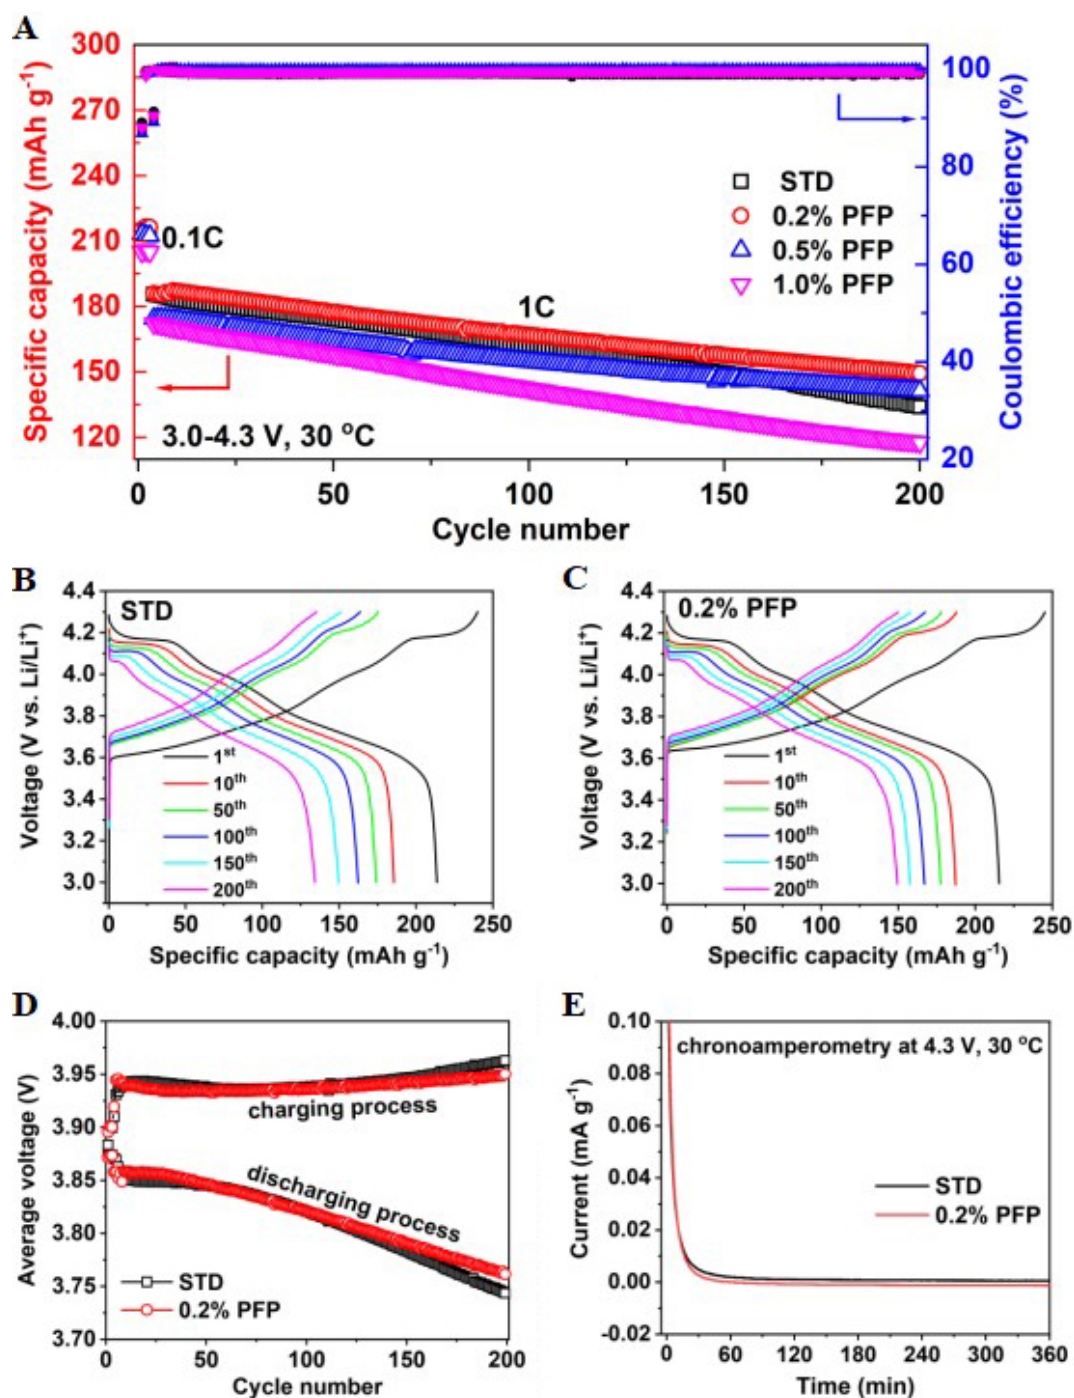 A
Specific capacity (mAh g⁻¹)
300
270
240
210
180
150
120
100
80
60
40
20
Coulombic efficiency (%)
STD
0.2% PFP
0.5% PFP
1.0% PFP
0.1C
1C
3.0-4.3 V, 30 °C
0
50
100
150
200
Cycle number
B
STD
Voltage (V vs. Li/Li⁺)
4.4
4.2
4.0
3.8
3.6
3.4
3.2
3.0
1ˢᵗ
10ᵗʰ
50ᵗʰ
100ᵗʰ
150ᵗʰ
200ᵗʰ
0 50 100 150 200 250
Specific capacity (mAh g⁻¹)
C
0.2% PFP
Voltage (V vs. Li/Li⁺)
4.4
4.2
4.0
3.8
3.6
3.4
3.2
3.0
1ˢᵗ
10ᵗʰ
50ᵗʰ
100ᵗʰ
150ᵗʰ
200ᵗʰ
0 50 100 150 200 250
Specific capacity (mAh g⁻¹)
D
Average voltage (V)
4.00
3.95
3.90
3.85
3.80
3.75
3.70
charging process
discharging process
STD
0.2% PFP
50 100 150 200
Cycle number
E
Current (mA g⁻¹)
0.10
0.08
0.06
0.04
0.02
0.00
-0.02
chronoamperometry at 4.3 V, 30 °C
STD
0.2% PFP
0 60 120 180 240 300 360
Time (min)